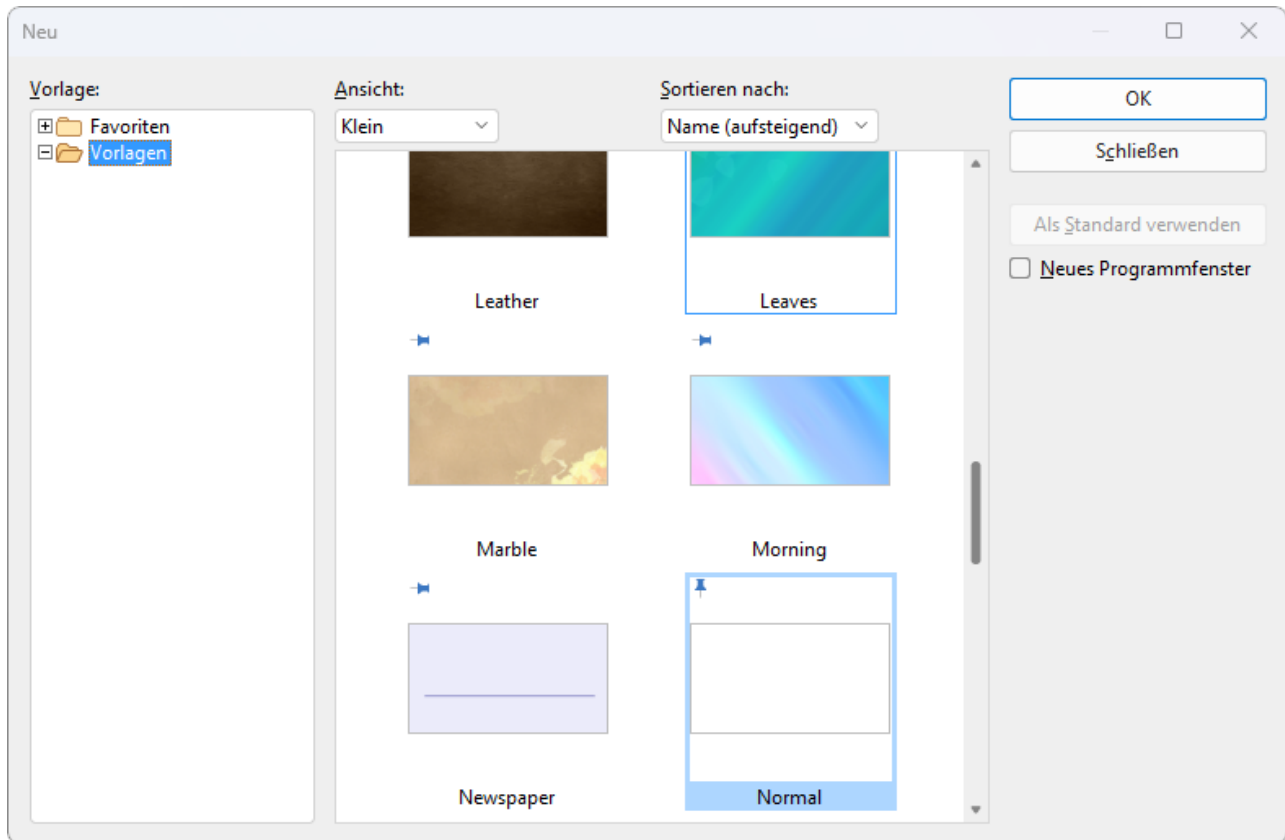 Neu
Vorlage:
Favoriten
Vorlagen
Ansicht:
Klein
Sortieren nach:
Name (aufsteigend)
Leather
Leaves
Marble
Morning
Newspaper
Normal
OK
Schließen
Als Standard verwenden
Neues Programmfenster